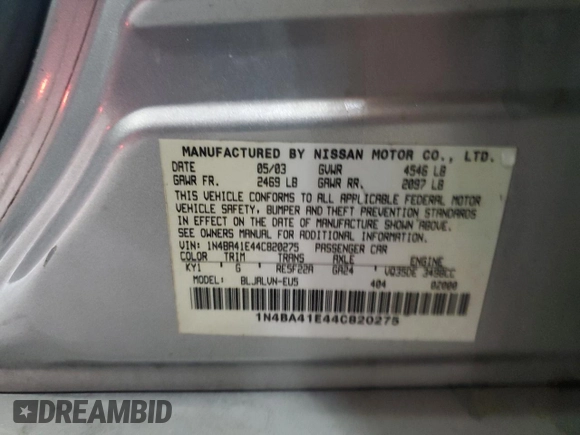 MANUFACTURED BY NISSAN MOTOR CO., LTD.
DATE 05/03 GVWR 4546 LB
GAWR FR. 2469 LB GAWR RR. 2097 LB
THIS VEHICLE CONFORMS TO ALL APPLICABLE FEDERAL MOTOR
VEHICLE SAFETY, BUMPER AND THEFT PREVENTION STANDARDS
IN EFFECT ON THE DATE OF MANUFACTURE SHOWN ABOVE.
SEE OWNERS MANUAL FOR ADDITIONAL INFORMATION.
VIN: 1N4BA41E44C820275 PASSENGER CAR
COLOR TRIM TRANS AXLE ENGINE
KY1 G RE5F22A GA24 VQ35DE 3498CC
MODEL BLJALVN-EU5 404 02000
1N4BA41E44C820275
DREAMBID